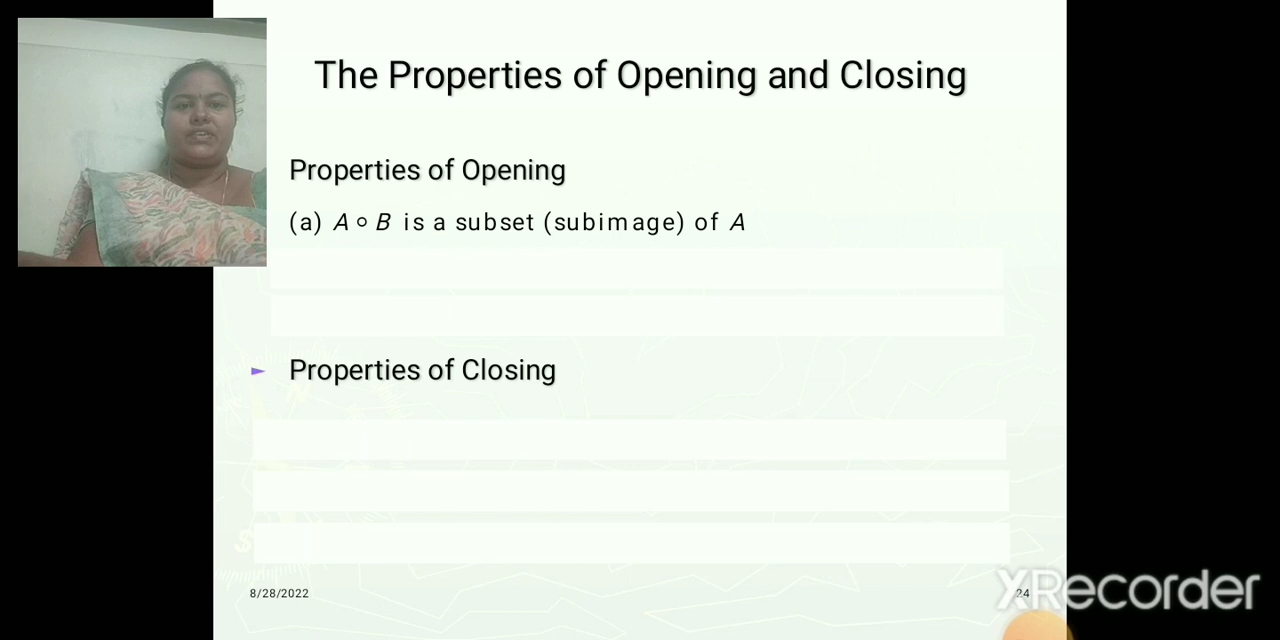 The Properties of Opening and Closing
Properties of Opening
(a) A ∘ B is a subset (subimage) of A
► Properties of Closing
8/28/2022
24
XRecorder